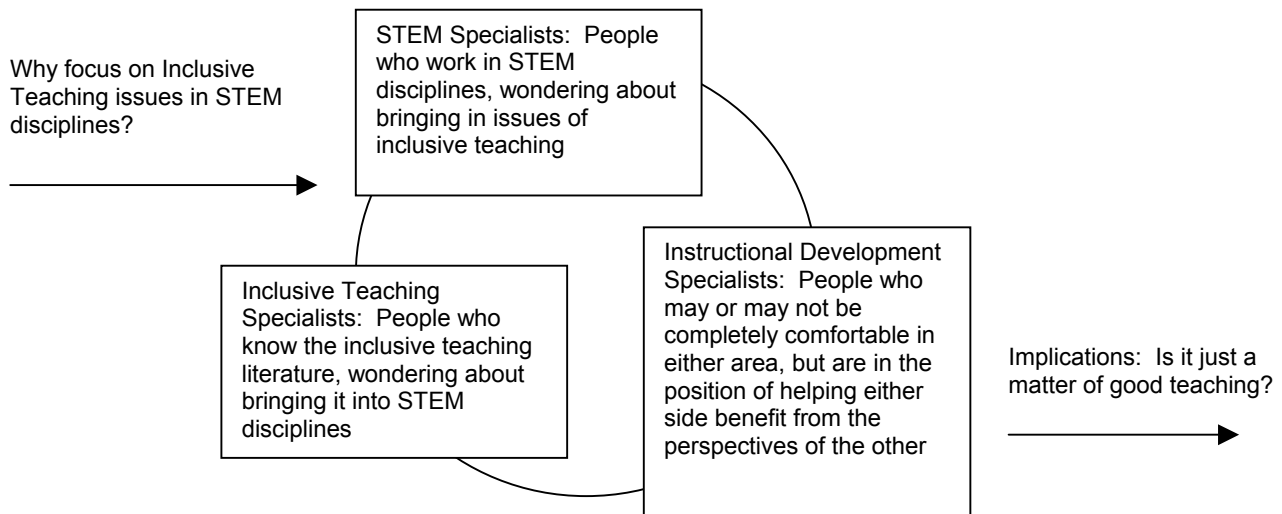 Why focus on Inclusive
Teaching issues in STEM
disciplines?
STEM Specialists:  People
who work in STEM
disciplines, wondering about
bringing in issues of
inclusive teaching
Inclusive Teaching
Specialists:  People who
know the inclusive teaching
literature, wondering about
bringing it into STEM
disciplines
Instructional Development
Specialists:  People who
may or may not be
completely comfortable in
either area, but are in the
position of helping either
side benefit from the
perspectives of the other
Implications:  Is it just a
matter of good teaching?